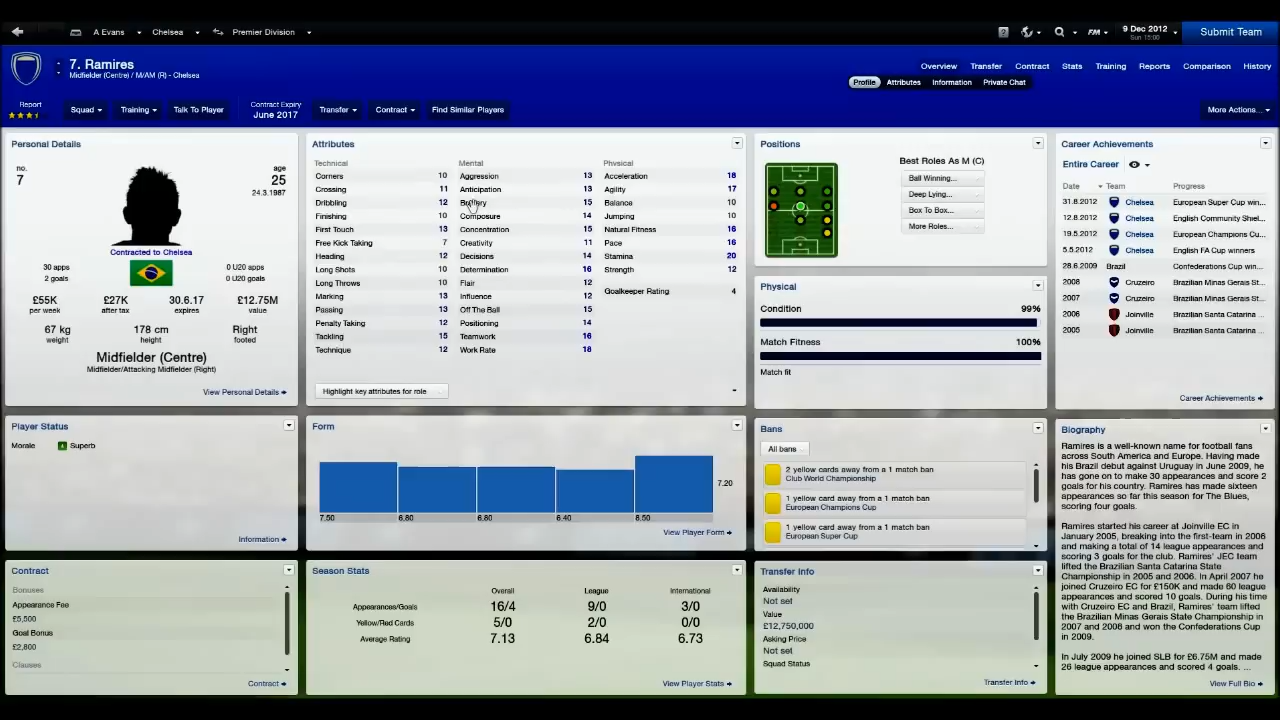 A Evans Chelsea Premier Division
9 Dec 2012
Sun 15:00
FM
Submit Team
7. Ramires
Midfielder (Centre) / M/AM (R) - Chelsea
Overview Transfer Contract Stats Training Reports Comparison History
Profile Attributes Information Private Chat
Report
Squad Training Talk To Player
Contract Expiry
June 2017
Transfer Contract Find Similar Players
More Actions...
Personal Details
no.
7
age
25
24.3.1987
Contracted to Chelsea
30 apps
2 goals
0 U20 apps
0 U20 goals
£55K £27K 30.6.17 £12.75M
per week after tax expires value
67 kg 178 cm Right
weight height footed
Midfielder (Centre)
Midfielder/Attacking Midfielder (Right)
View Personal Details
Attributes
Technical Mental Physical
Corners 10 Aggression 13 Acceleration 18
Crossing 11 Anticipation 13 Agility 17
Dribbling 12 15 Balance 10
Finishing 10 Composure 14 Jumping 10
First Touch 13 Concentration 15 Natural Fitness 16
Free Kick Taking 7 Creativity 11 Pace 16
Heading 12 Decisions 14 Stamina 20
Long Shots 10 Determination 16 Strength 12
Long Throws 10 Flair 12
Goalkeeper Rating 4
Marking 13 Influence 12
Passing 13 Off The Ball 15
Penalty Taking 12 Positioning 14
Tackling 15 Teamwork 16
Technique 12 Work Rate 18
Highlight key attributes for role
Positions
Best Roles As M (C)
Ball Winning...
Deep Lying...
Box To Box...
More Roles...
Physical
Condition 99%
Match Fitness 100%
Match fit
Career Achievements
Entire Career
Date Team Progress
31.8.2012 Chelsea European Super Cup win...
12.8.2012 Chelsea English Community Shiel...
19.5.2012 Chelsea European Champions Cu...
5.5.2012 Chelsea English FA Cup winners
28.6.2009 Brazil Confederations Cup win...
2008 Cruzeiro Brazilian Minas Gerais St...
2007 Cruzeiro Brazilian Minas Gerais St...
2006 Joinville Brazilian Santa Catarina ...
2005 Joinville Brazilian Santa Catarina ...
Career Achievements
Player Status
Morale Superb
Information
Form
7.20
7.50 6.80 6.80 6.40 8.50
View Player Form
Bans
All bans
2 yellow cards away from a 1 match ban
Club World Championship
1 yellow card away from a 1 match ban
European Champions Cup
1 yellow card away from a 1 match ban
European Super Cup
Biography
Ramires is a well-known name for football fans
across South America and Europe. Having made
his Brazil debut against Uruguay in June 2009, he
has gone on to make 30 appearances and score 2
goals for his country. Ramires has made sixteen
appearances so far this season for The Blues,
scoring four goals.
Ramires started his career at Joinville EC in
January 2005, breaking into the first-team in 2006
and making a total of 14 league appearances and
scoring 3 goals for the club. Ramires' JEC team
lifted the Brazilian Santa Catarina State
Championship in 2005 and 2006. In April 2007 he
joined Cruzeiro EC for £150K and made 60 league
appearances and scored 10 goals. During his time
with Cruzeiro EC and Brazil, Ramires' team lifted
the Brazilian Minas Gerais State Championship in
2007 and 2008 and won the Confederations Cup
in 2009.
In July 2009 he joined SLB for £6.75M and made
26 league appearances and scored 4 goals. ...
View Full Bio
Contract
Bonuses
Appearance Fee
£5,500
Goal Bonus
£2,800
Clauses
Contract
Season Stats
Overall League International
Appearances/Goals 16/4 9/0 3/0
Yellow/Red Cards 5/0 2/0 0/0
Average Rating 7.13 6.84 6.73
View Player Stats
Transfer Info
Availability
Not set
Value
£12,750,000
Asking Price
Not set
Squad Status
Transfer Info